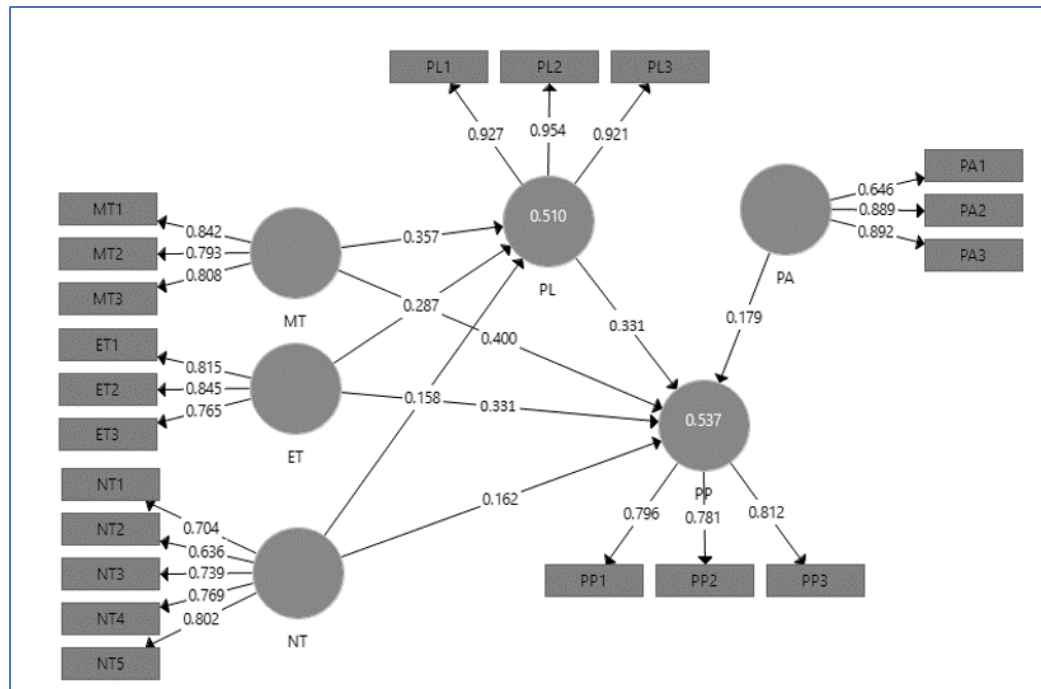 PL1 PL2 PL3
0.927 0.954 0.921
PA1
PA2
PA3
0.646
0.889
0.892
PA
0.510
PL
MT1
MT2
MT3
0.842
0.793
0.808
MT
0.357
0.287
0.400
0.331
0.179
ET1
ET2
ET3
0.815
0.845
0.765
ET
0.158
0.331
0.537
PP
NT1
NT2
NT3
NT4
NT5
0.704
0.636
0.739
0.769
0.802
NT
0.162
0.796 0.781 0.812
PP1 PP2 PP3